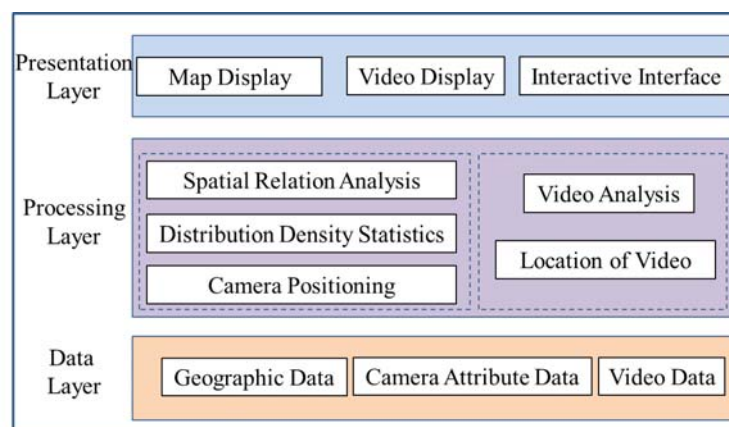 Presentation
Layer
Map Display
Video Display
Interactive Interface
Processing
Layer
Spatial Relation Analysis
Distribution Density Statistics
Camera Positioning
Video Analysis
Location of Video
Data
Layer
Geographic Data
Camera Attribute Data
Video Data